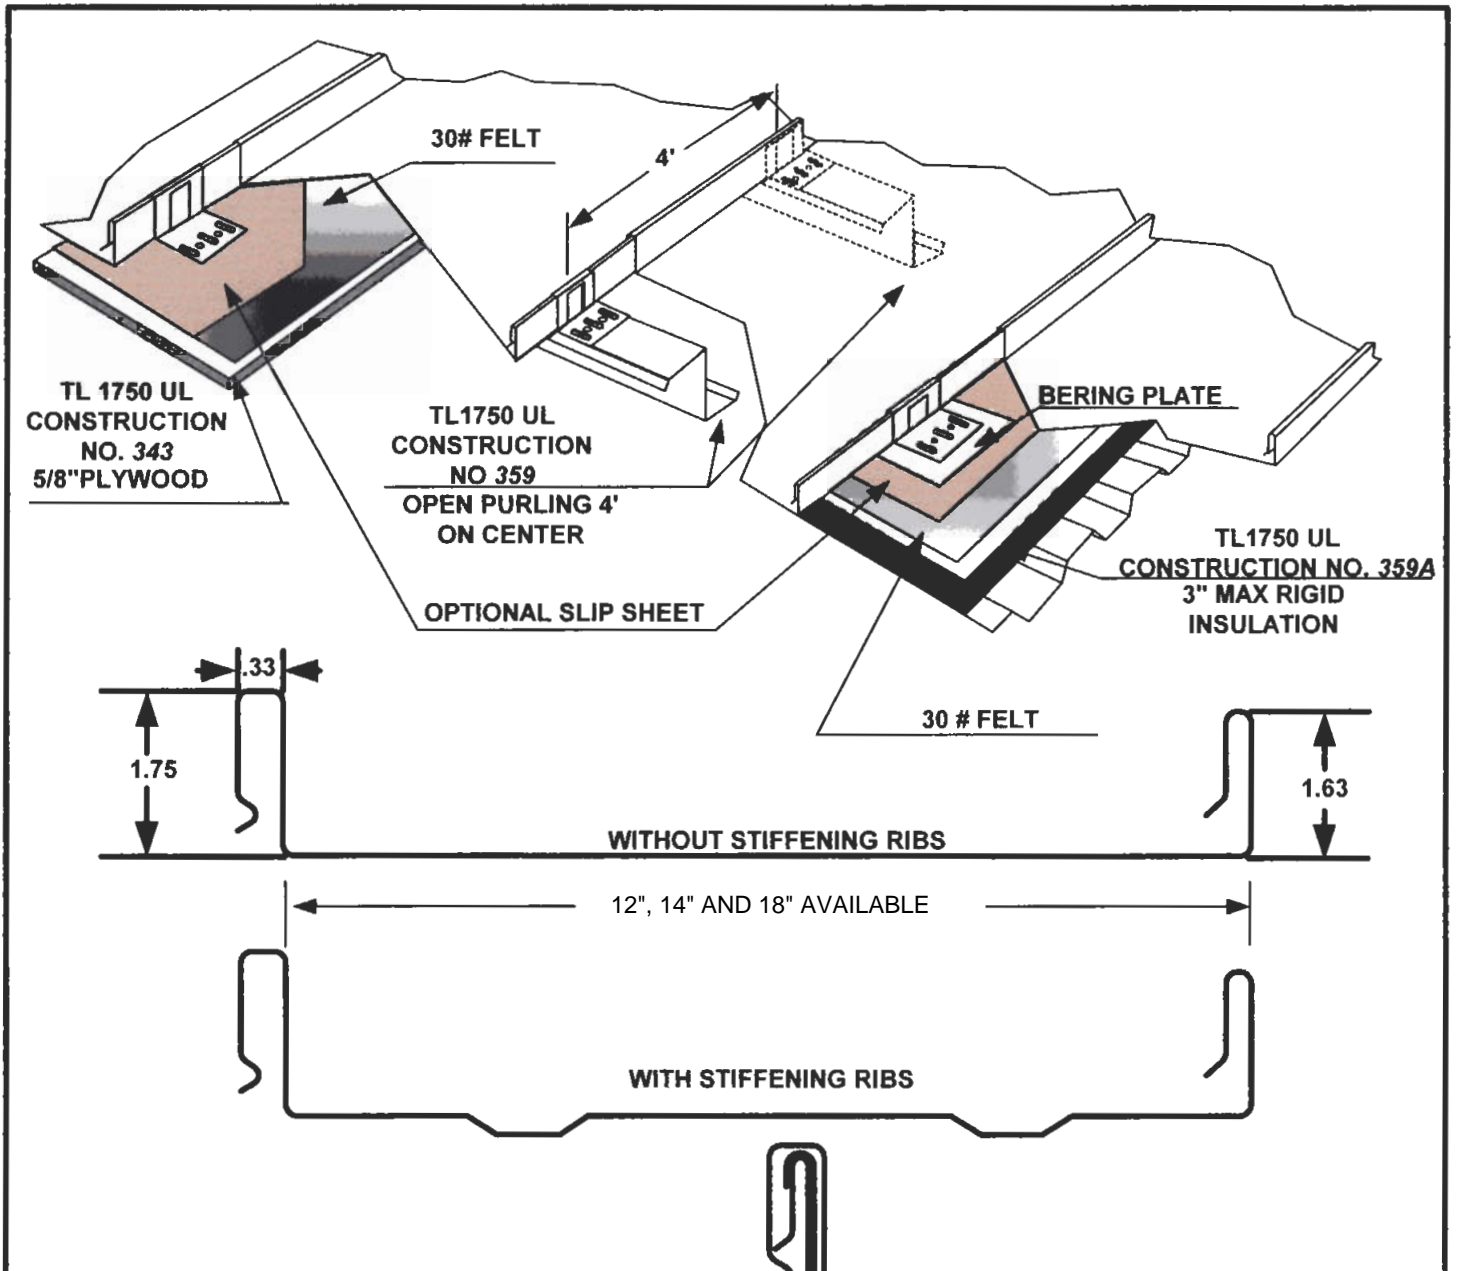 30# FELT
4'
TL 1750 UL
CONSTRUCTION
NO. 343
5/8"PLYWOOD
TL1750 UL
CONSTRUCTION
NO 359
OPEN PURLING 4'
ON CENTER
BERING PLATE
TL1750 UL
CONSTRUCTION NO. 359A
3" MAX RIGID
INSULATION
OPTIONAL SLIP SHEET
30 # FELT
.33
1.75
1.63
WITHOUT STIFFENING RIBS
12", 14" AND 18" AVAILABLE
WITH STIFFENING RIBS